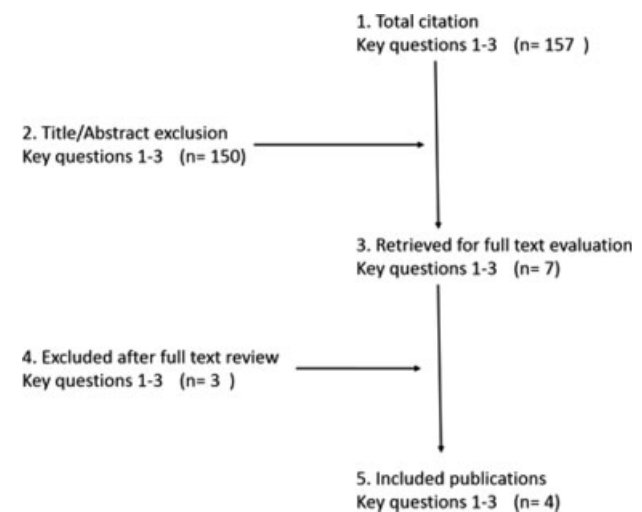 1. Total citation
Key questions 1-3 (n= 157 )
2. Title/Abstract exclusion
Key questions 1-3 (n= 150)
3. Retrieved for full text evaluation
Key questions 1-3 (n= 7)
4. Excluded after full text review
Key questions 1-3 (n= 3 )
5. Included publications
Key questions 1-3 (n= 4)